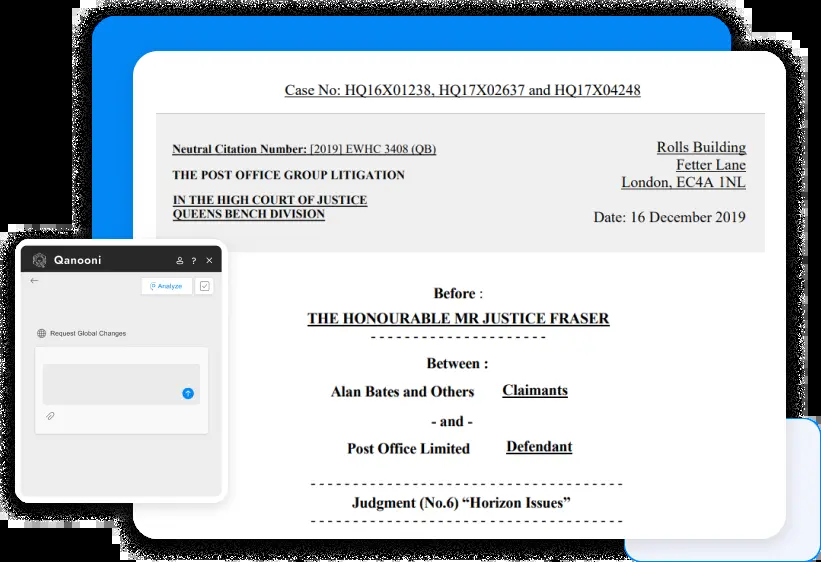 Case No: HQ16X01238, HQ17X02637 and HQ17X04248
Neutral Citation Number: [2019] EWHC 3408 (QB)
THE POST OFFICE GROUP LITIGATION
IN THE HIGH COURT OF JUSTICE
QUEENS BENCH DIVISION
Rolls Building
Fetter Lane
London, EC4A 1NL
Date: 16 December 2019
Before :
THE HONOURABLE MR JUSTICE FRASER
- - - - - - - - - - - - - - - - - - - - -
Between :
Alan Bates and Others Claimants
- and -
Post Office Limited Defendant
- - - - - - - - - - - - - - - - - - - - - - - - - - - - - - - - - - - - -
Judgment (No.6) “Horizon Issues”
- - - - - - - - - - - - - - - - - - - - - - - - - - - - - - - - - - - - -
Qanooni
Analyze
Request Global Changes